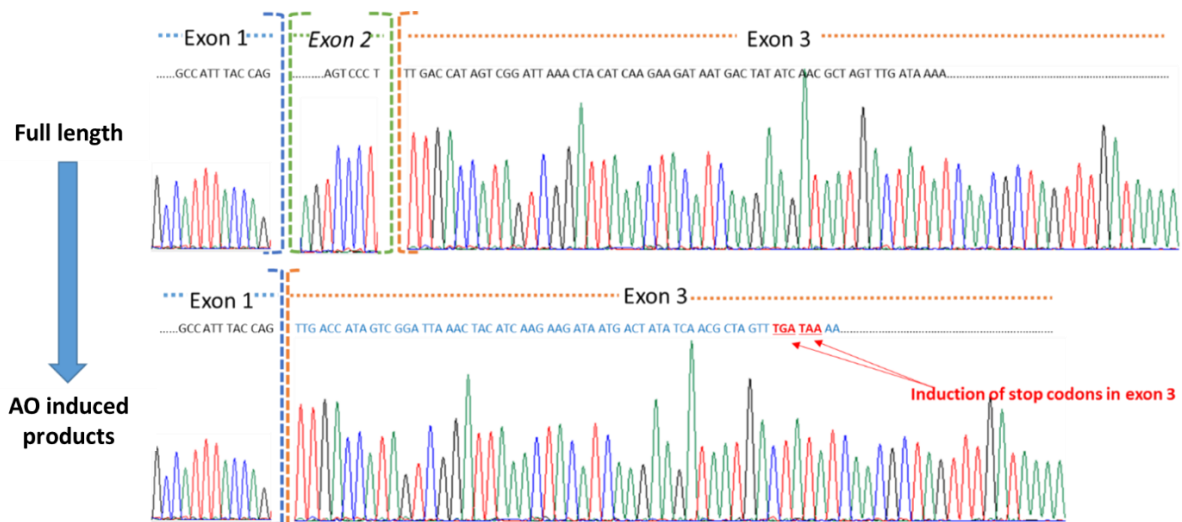 Exon 1 Exon 2 Exon 3
......GCC ATT TAC CAG ..........AGT CCC T TT GAC CAT AGT CGG ATT AAA CTA CAT CAA GAA GAT AAT GAC TAT ATC AAC GCT AGT TTG ATA AAA......................................................................
Full length
Exon 1 Exon 3
......GCC ATT TAC CAG TTG ACC ATA GTC GGA TTA AAC TAC ATC AAG AAG ATA ATG ACT ATA TCA ACG CTA GTT TGA TAA AA......................................................................
Induction of stop codons in exon 3
AO induced
products